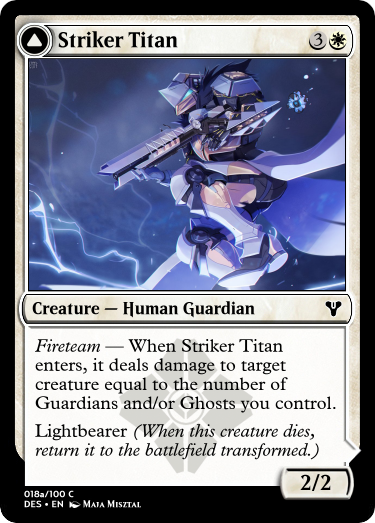 Striker Titan 3
Creature — Human Guardian
Fireteam — When Striker Titan
enters, it deals damage to target
creature equal to the number of
Guardians and/or Ghosts you control.
Lightbearer (When this creature dies,
return it to the battlefield transformed.)
2/2
018a/100 C
DES • EN Maja Misztal